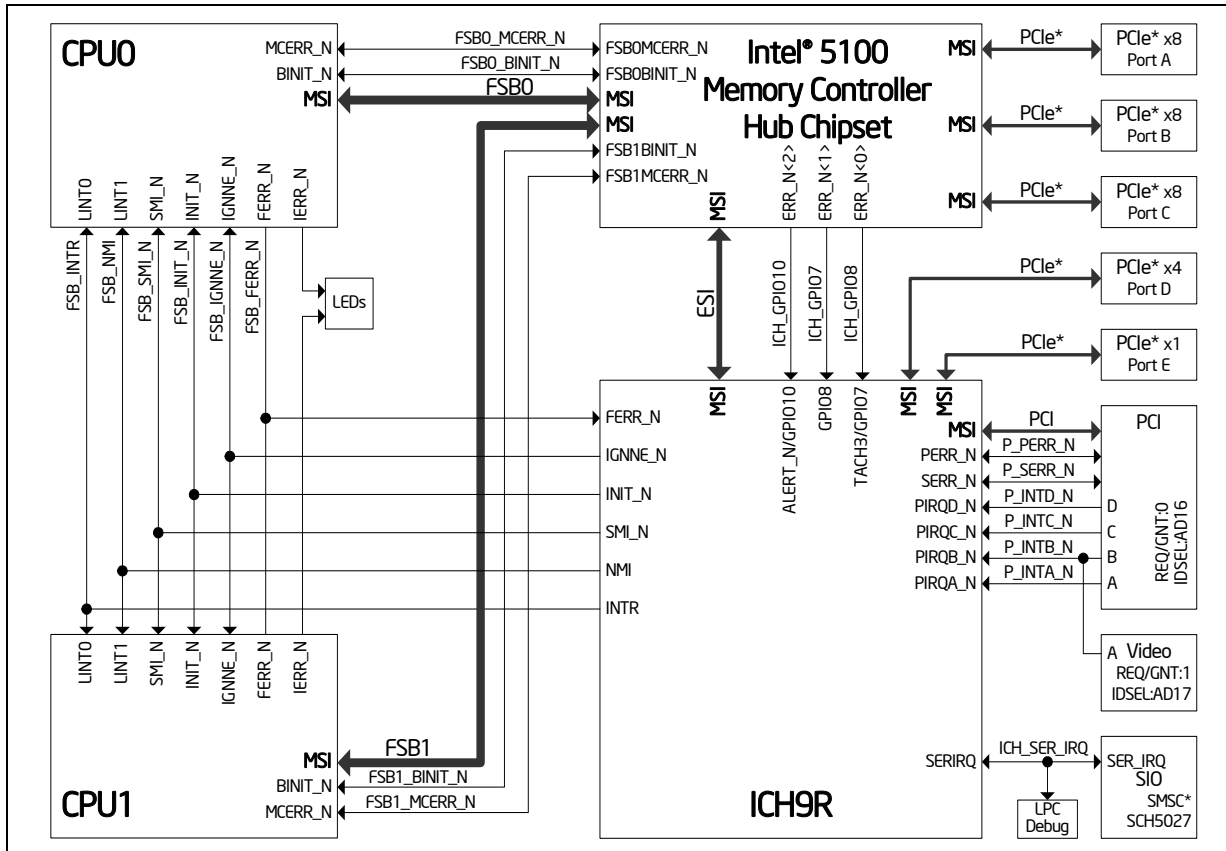 CPU0
MCERR_N
BINIT_N
MSI
LINT0
LINT1
SMI_N
INIT_N
IGNNE_N
FERR_N
IERR_N
FSB0_MCERR_N
FSB0_BINIT_N
FSB0
FSB0MCERR_N
FSB0BINIT_N
MSI
MSI
FSB1BINIT_N
FSB1MCERR_N
Intel® 5100
Memory Controller
Hub Chipset
MSI
ERR_N<2>
ERR_N<1>
ERR_N<0>
MSI
MSI
MSI
PCIe*
PCIe* x8
Port A
PCIe*
PCIe* x8
Port B
PCIe*
PCIe* x8
Port C
PCIe*
PCIe* x4
Port D
PCIe*
PCIe* x1
Port E
FSB_INTR
FSB_NMI
FSB_SMI_N
FSB_INIT_N
FSB_IGNNE_N
FSB_FERR_N
LEDs
ESI
ICH_GPIO10
ICH_GPIO7
ICH_GPIO8
MSI
ALERT_N/GPIO10
GPIO8
TACH3/GPIO7
MSI
MSI
FERR_N
IGNNE_N
INIT_N
SMI_N
NMI
INTR
MSI
PERR_N
SERR_N
PIRQD_N
PIRQC_N
PIRQB_N
PIRQA_N
PCI
P_PERR_N
P_SERR_N
P_INTD_N
P_INTC_N
P_INTB_N
P_INTA_N
PCI
D
C
B
A
REQ/GNT:0
IDSEL:AD16
A Video
REQ/GNT:1
IDSEL:AD17
LINT0
LINT1
SMI_N
INIT_N
IGNNE_N
FERR_N
IERR_N
MSI
BINIT_N
MCERR_N
CPU1
FSB1
FSB1_BINIT_N
FSB1_MCERR_N
ICH9R
SERIRQ
ICH_SER_IRQ
LPC
Debug
SER_IRQ
SIO
SMSC*
SCH5027